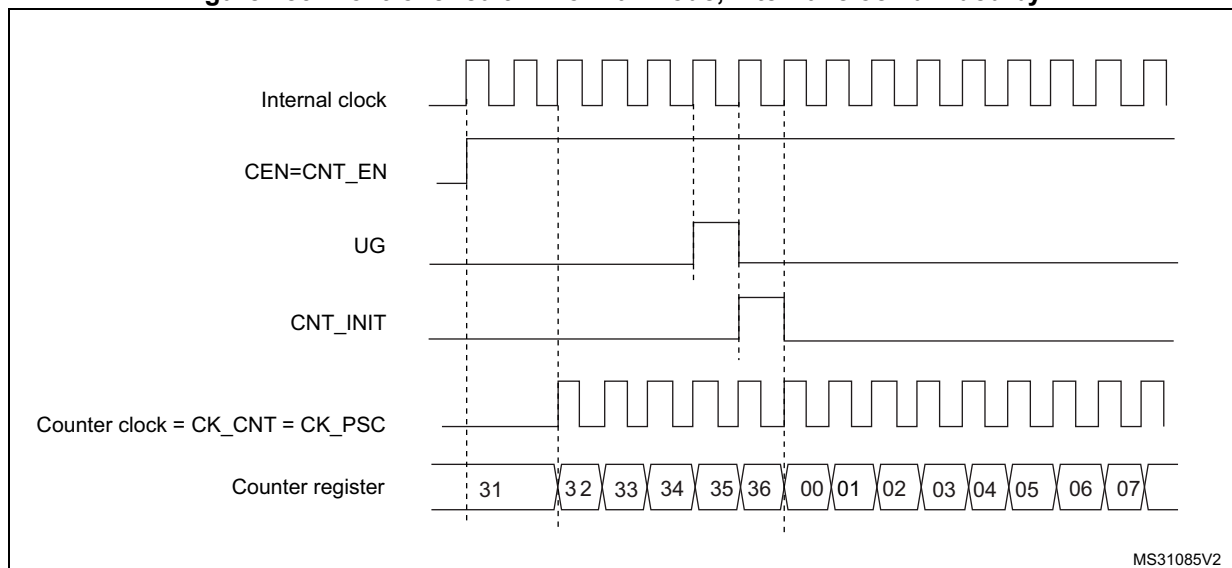 Internal clock
CEN=CNT_EN
UG
CNT_INIT
Counter clock = CK_CNT = CK_PSC
Counter register 31 32 33 34 35 36 00 01 02 03 04 05 06 07
MS31085V2